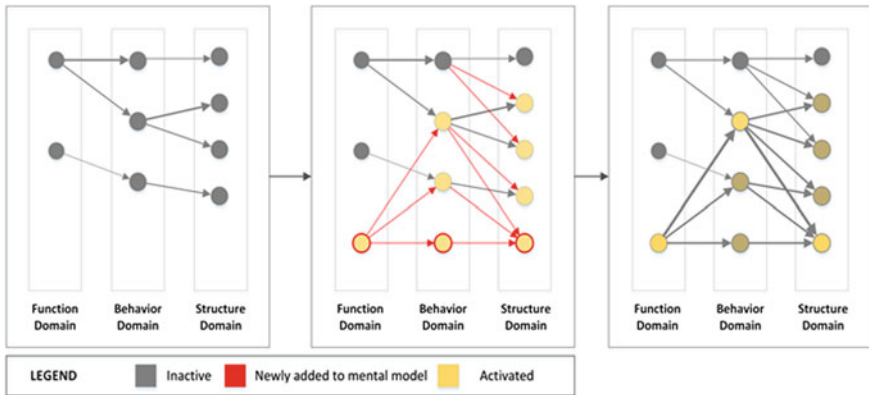 Function Domain
Behavior Domain
Structure Domain
Function Domain
Behavior Domain
Structure Domain
Function Domain
Behavior Domain
Structure Domain
LEGEND
Inactive
Newly added to mental model
Activated